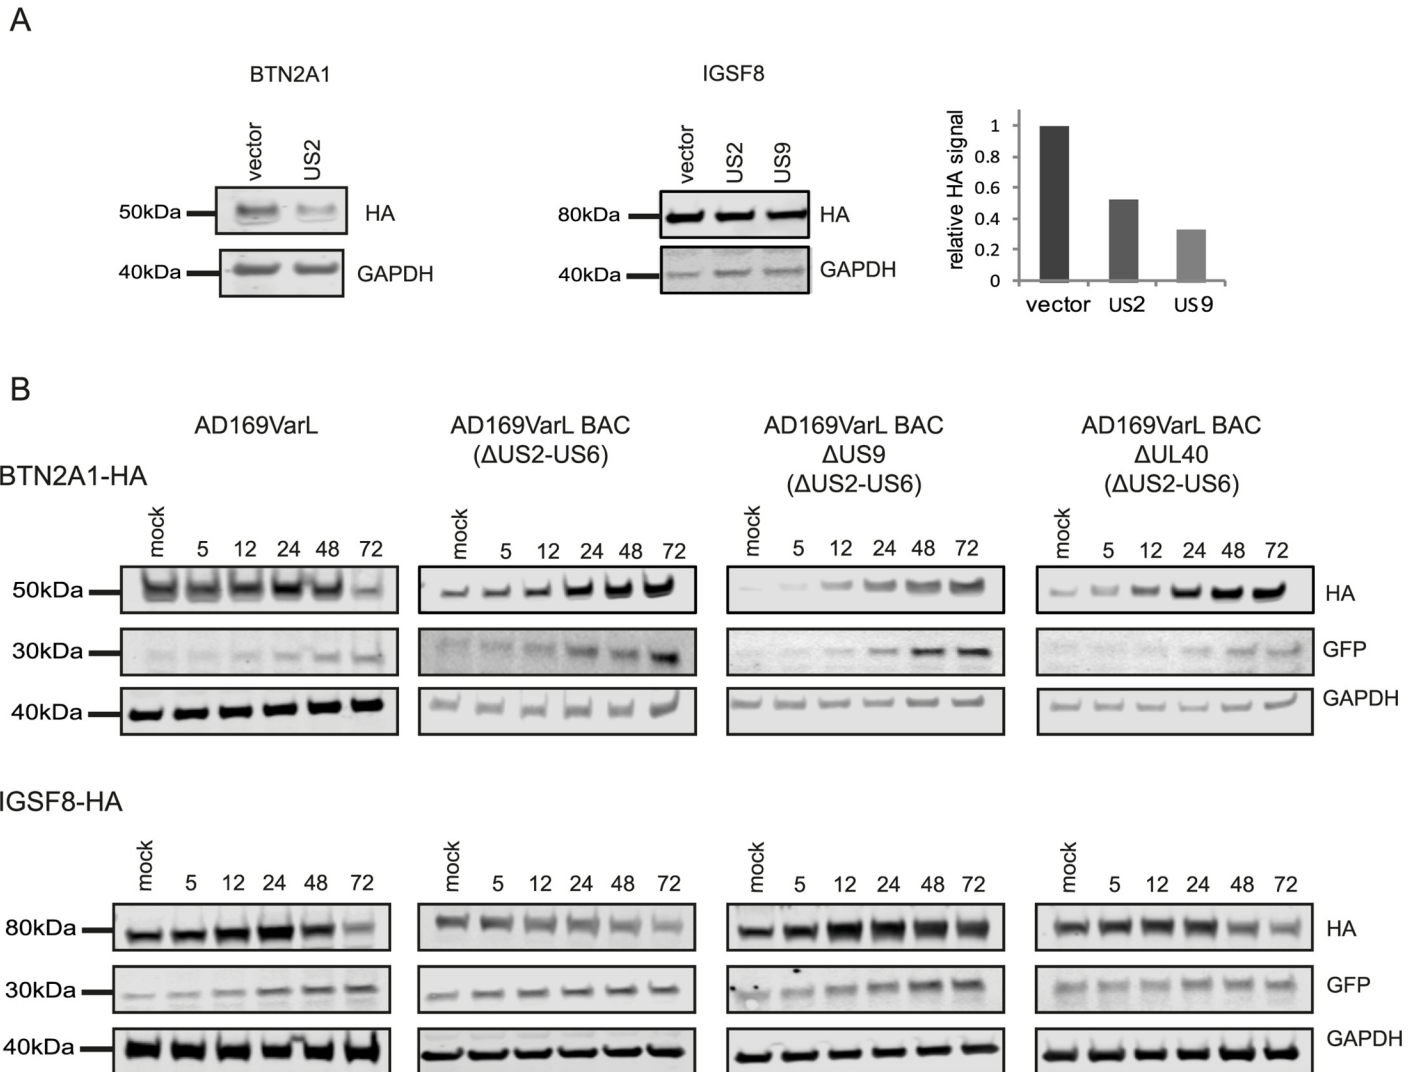 A
BTN2A1
vector
US2
50kDa
HA
40kDa
GAPDH
IGSF8
vector
US2
US9
80kDa
HA
40kDa
GAPDH
relative HA signal
1
0.8
0.6
0.4
0.2
0
vector US2 US9
B
AD169VarL
AD169VarL BAC
(ΔUS2-US6)
AD169VarL BAC
ΔUS9
(ΔUS2-US6)
AD169VarL BAC
ΔUL40
(ΔUS2-US6)
BTN2A1-HA
mock 5 12 24 48 72
mock 5 12 24 48 72
mock 5 12 24 48 72
mock 5 12 24 48 72
50kDa
HA
30kDa
GFP
40kDa
GAPDH
IGSF8-HA
mock 5 12 24 48 72
mock 5 12 24 48 72
mock 5 12 24 48 72
mock 5 12 24 48 72
80kDa
HA
30kDa
GFP
40kDa
GAPDH